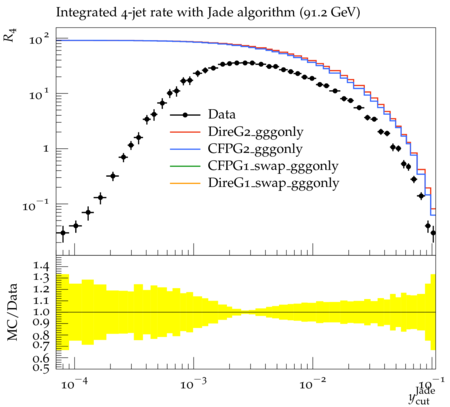 Integrated 4-jet rate with Jade algorithm (91.2 GeV)
R4
10^2
10^1
1
10^−1
Data
DireG2_gggonly
CFPG2_gggonly
CFPG1_swap_gggonly
DireG1_swap_gggonly
MC/Data
1.4
1.3
1.2
1.1
1.0
0.9
0.8
0.7
0.6
0.5
10^−4
10^−3
10^−2
10^−1
y_cut^Jade